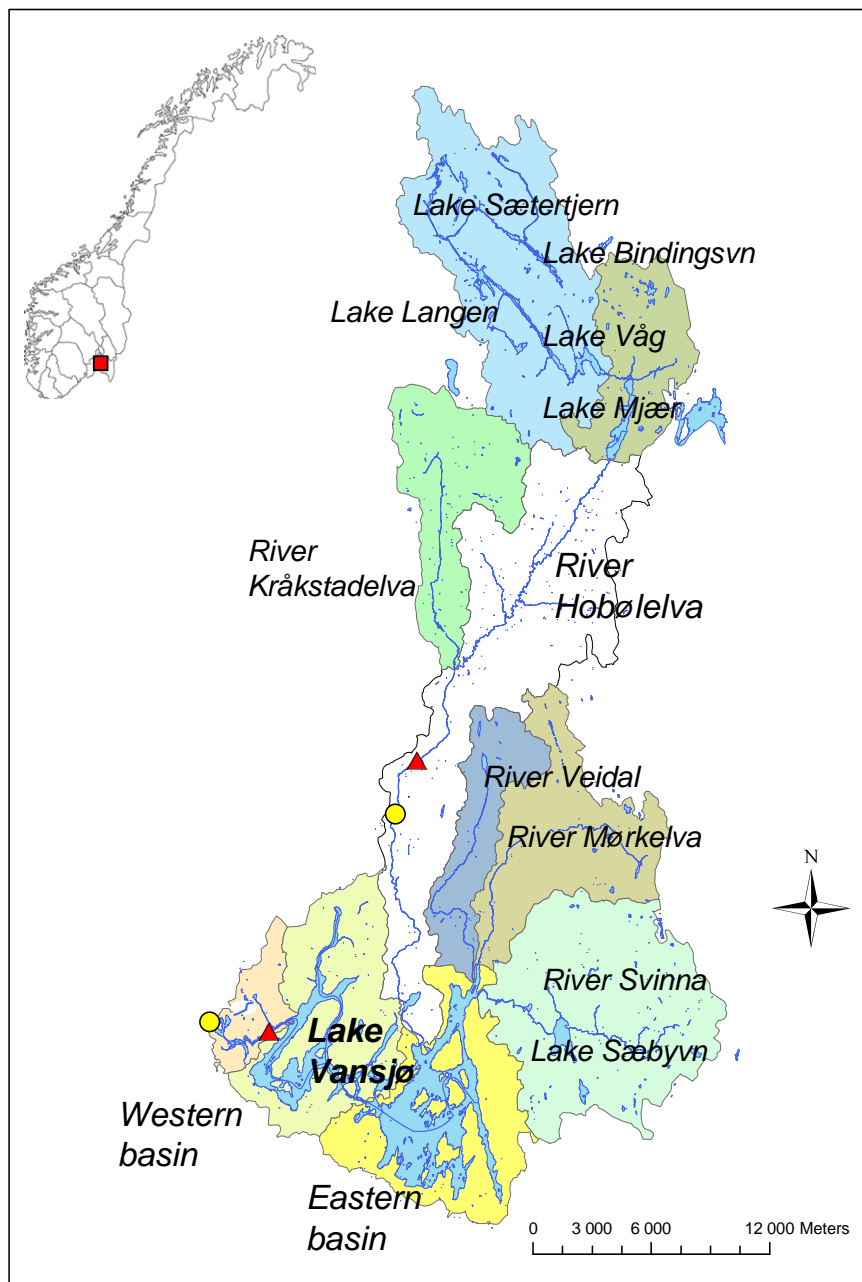 Lake Sætertjern
Lake Bindingsvn
Lake Langen
Lake Våg
Lake Mjær
River
Kråkstadelva
River
Hobølelva
River Veidal
River Mørkelva
N
River Svinna
Lake
Vansjø
Lake Sæbyvn
Western
basin
Eastern
basin
0 3 000 6 000 12 000 Meters